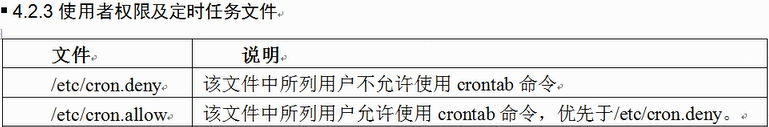 4.2.3 使用者权限及定时任务文件
文件 说明
/etc/cron.deny 该文件中所列用户不允许使用 crontab 命令
/etc/cron.allow 该文件中所列用户允许使用 crontab 命令，优先于/etc/cron.deny。